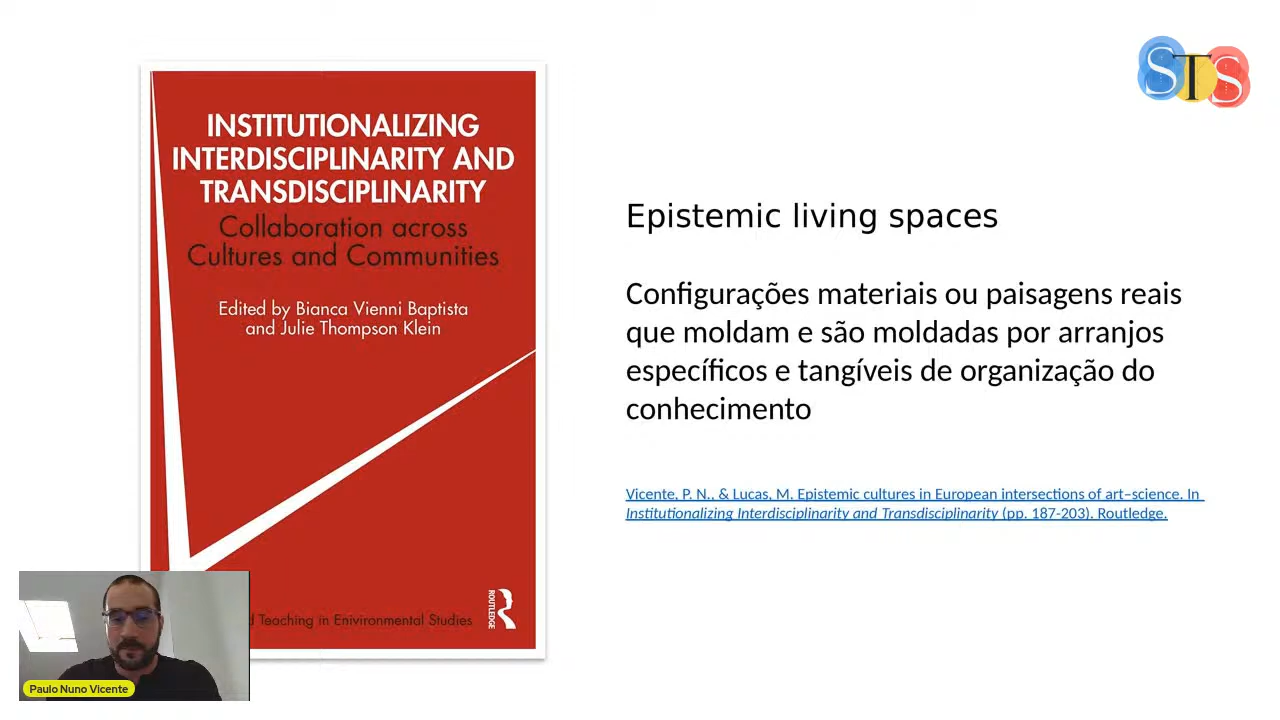 INSTITUTIONALIZING
INTERDISCIPLINARITY AND
TRANSDISCIPLINARITY
Collaboration across
Cultures and Communities
Edited by Bianca Vienni Baptista
and Julie Thompson Klein
Teaching in Enivironmental Studies
ROUTLEDGE
STS
Epistemic living spaces
Configurações materiais ou paisagens reais
que moldam e são moldadas por arranjos
específicos e tangíveis de organização do
conhecimento
Vicente, P. N., & Lucas, M. Epistemic cultures in European intersections of art–science. In
Institutionalizing Interdisciplinarity and Transdisciplinarity (pp. 187-203). Routledge.
Paulo Nuno Vicente